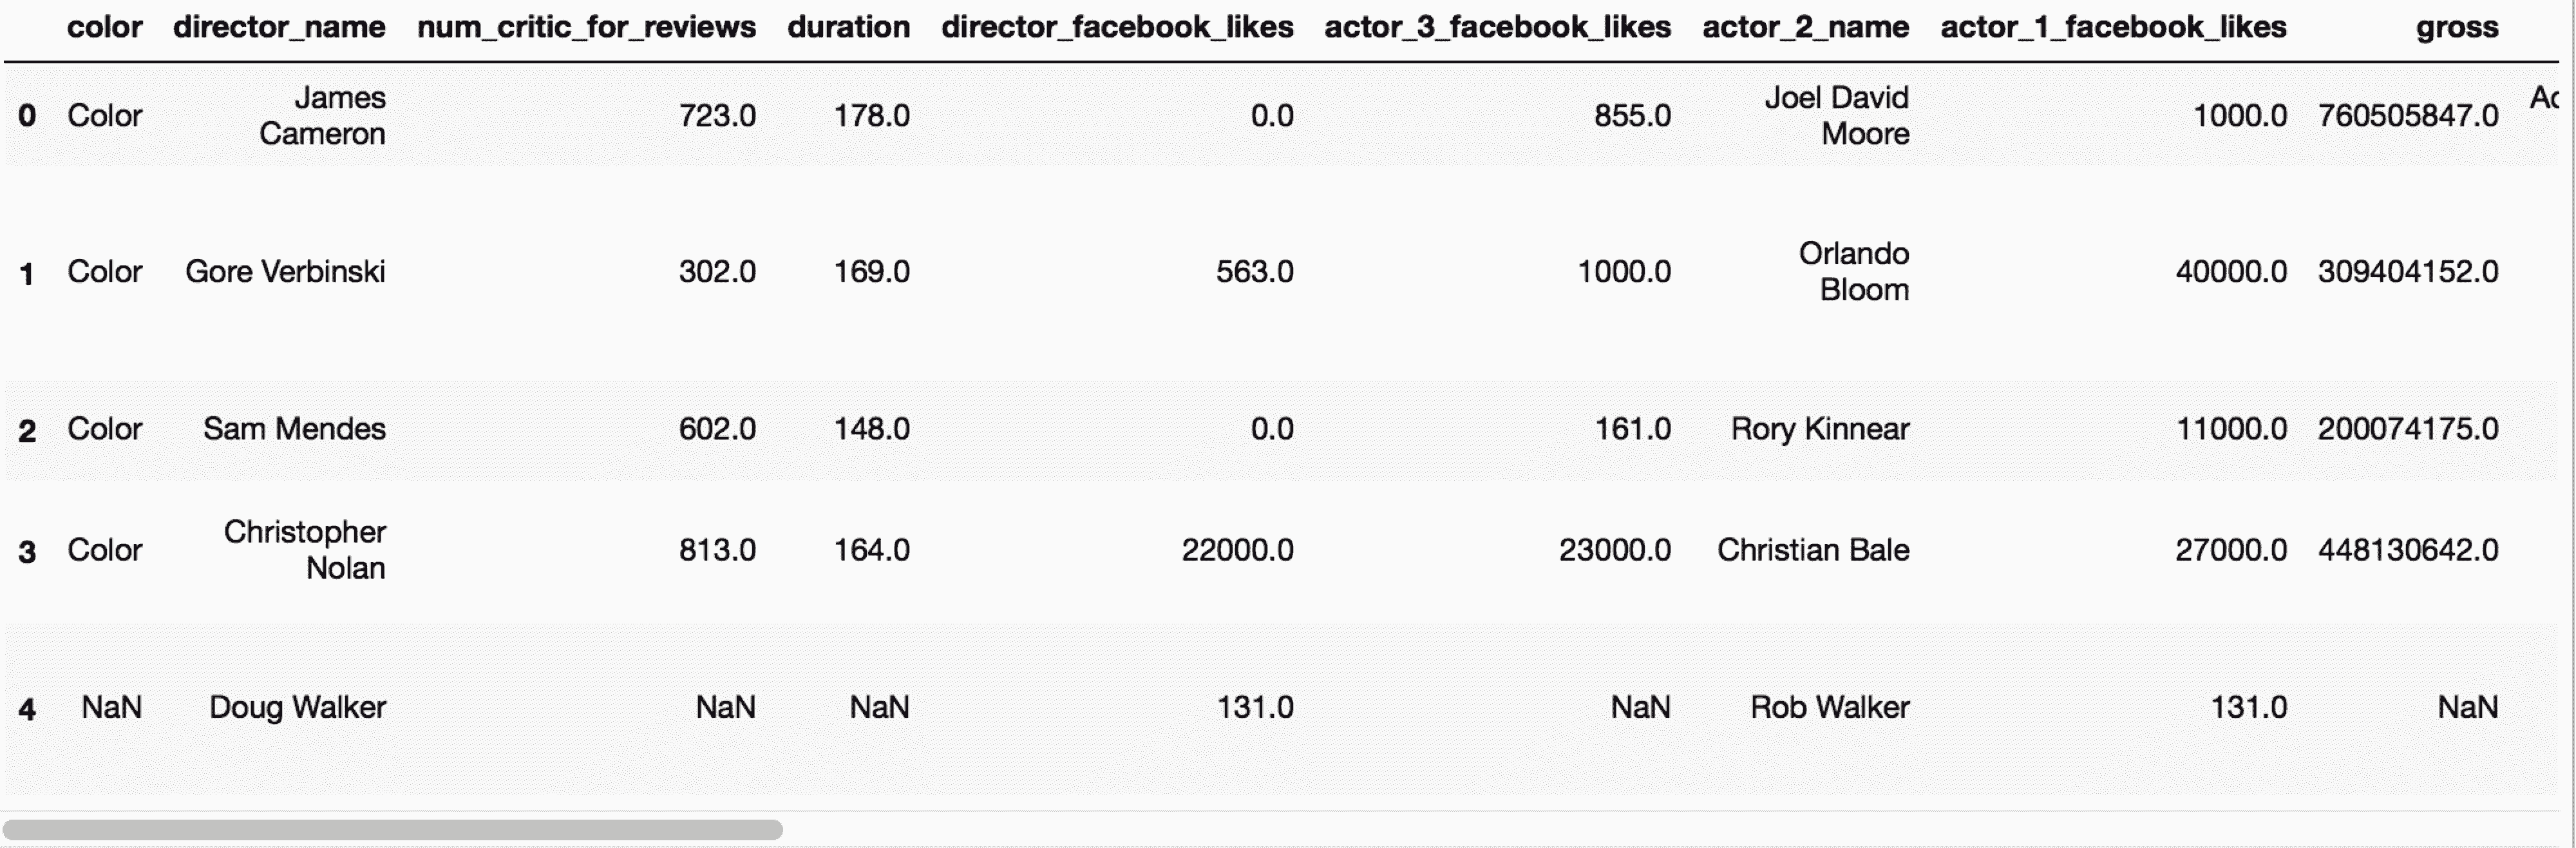 color director_name num_critic_for_reviews duration director_facebook_likes actor_3_facebook_likes actor_2_name actor_1_facebook_likes gross
0 Color James Cameron 723.0 178.0 0.0 855.0 Joel David Moore 1000.0 760505847.0
1 Color Gore Verbinski 302.0 169.0 563.0 1000.0 Orlando Bloom 40000.0 309404152.0
2 Color Sam Mendes 602.0 148.0 0.0 161.0 Rory Kinnear 11000.0 200074175.0
3 Color Christopher Nolan 813.0 164.0 22000.0 23000.0 Christian Bale 27000.0 448130642.0
4 NaN Doug Walker NaN NaN 131.0 NaN Rob Walker 131.0 NaN